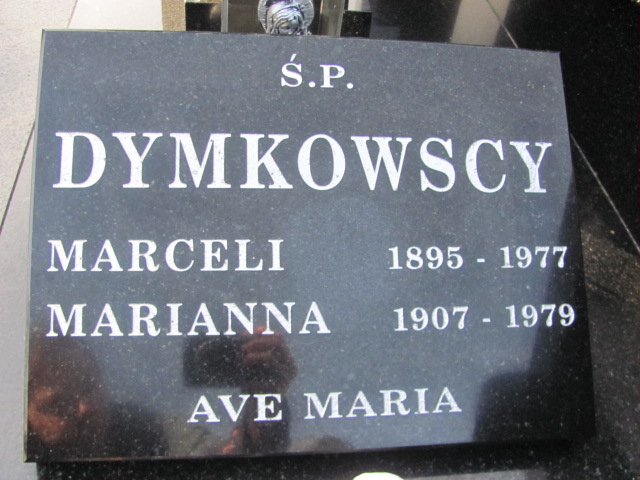 Ś.P.
DYMKOWSCY
MARCELI 1895 - 1977
MARIANNA 1907 - 1979
AVE MARIA